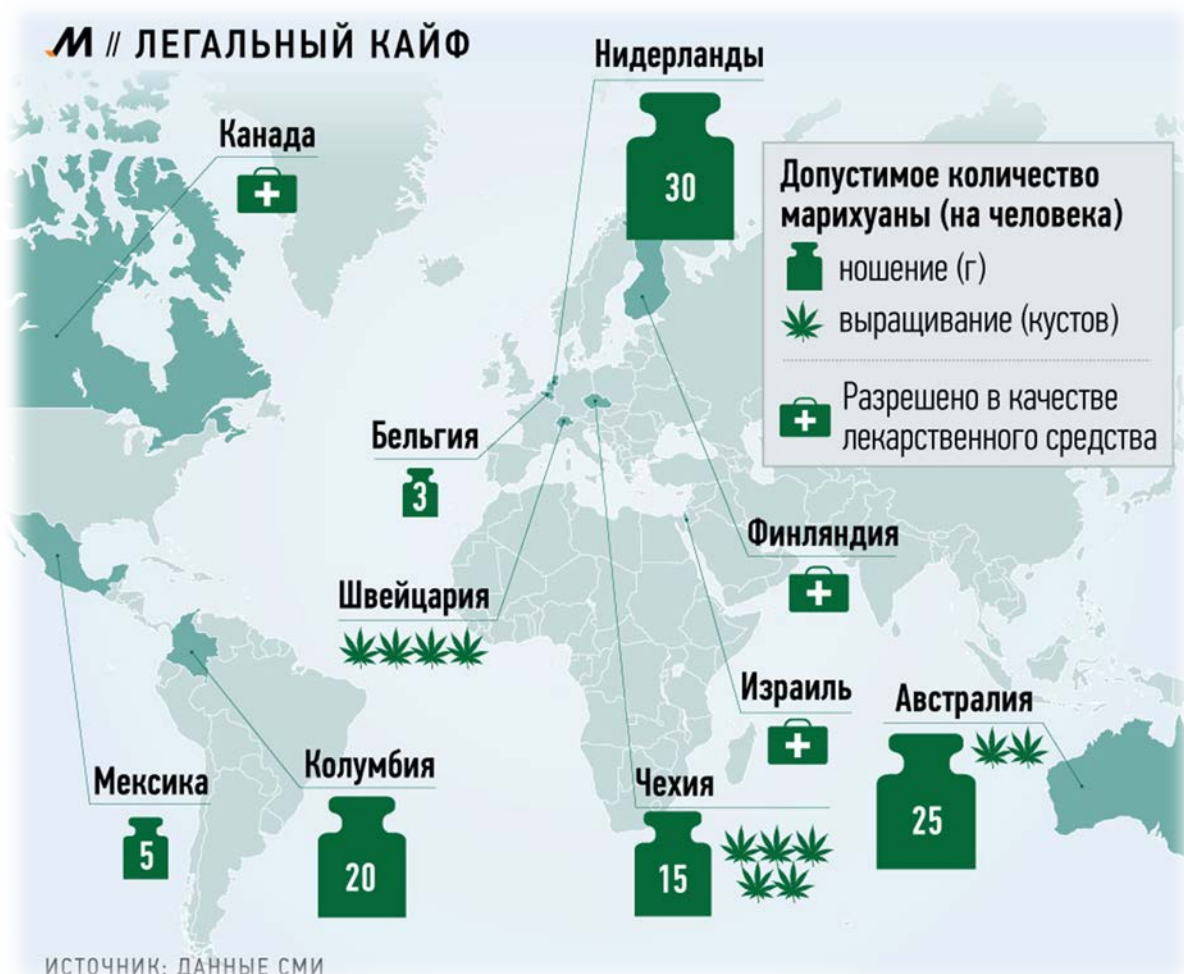 М // ЛЕГАЛЬНЫЙ КАЙФ
Нидерланды
30
Канада
Допустимое количество
марихуаны (на человека)
ношение (г)
выращивание (кустов)
Разрешено в качестве
лекарственного средства
Бельгия
3
Финляндия
Швейцария
Израиль
Австралия
25
Мексика
5
Колумбия
20
Чехия
15
ИСТОЧНИК: ДАННЫЕ СМИ